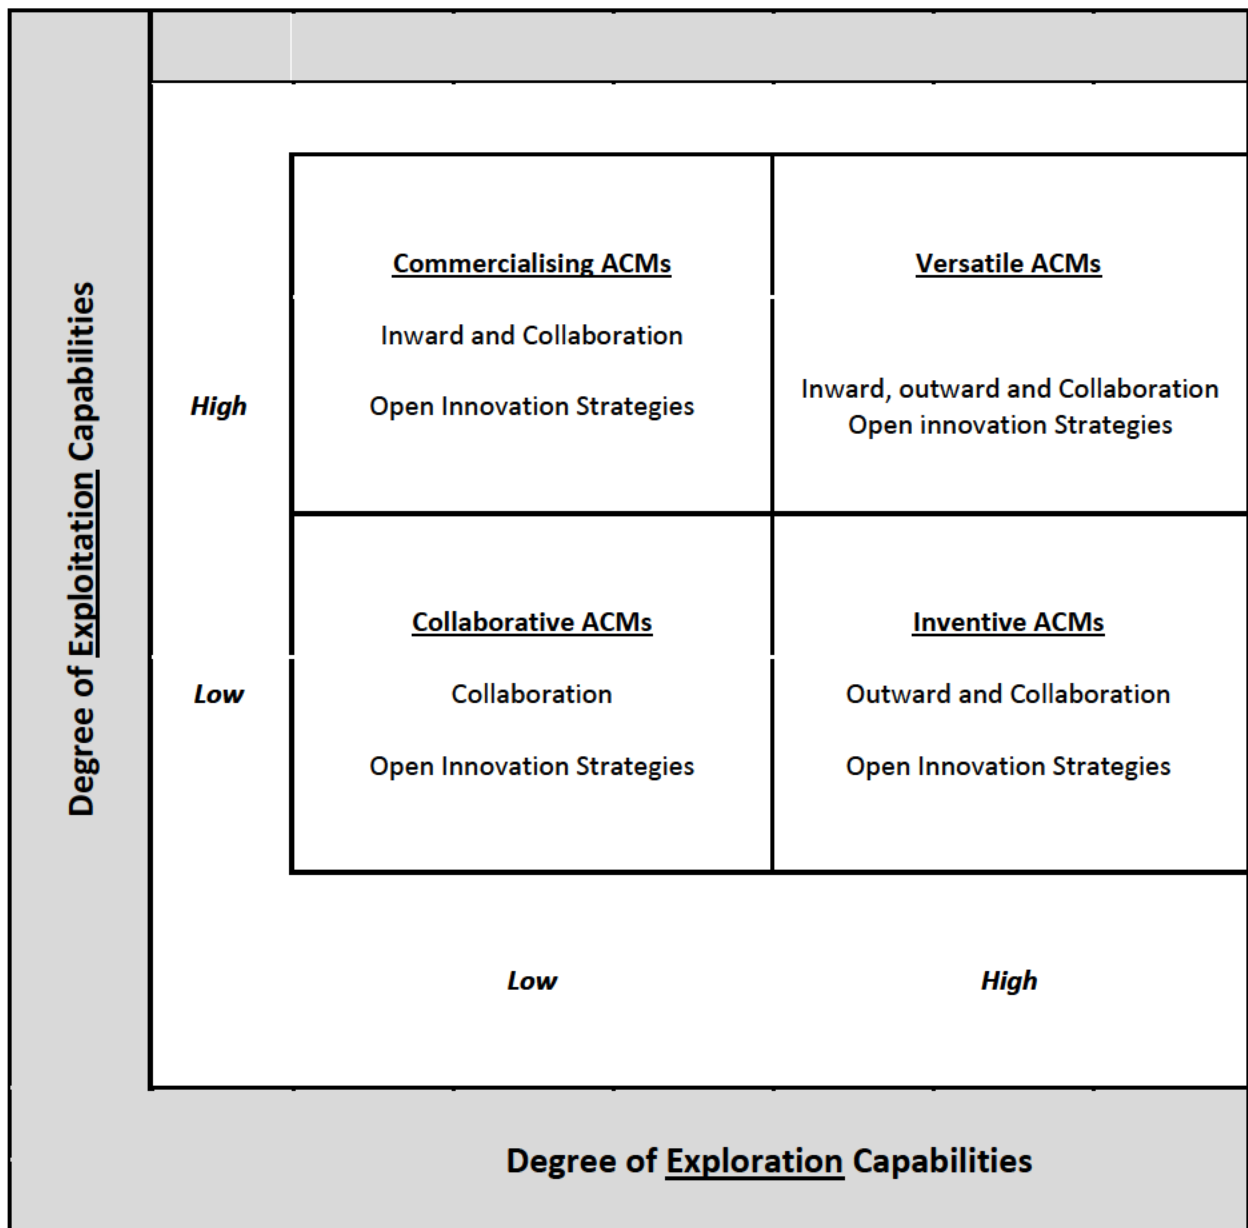 Degree of Exploitation Capabilities
Commercialising ACMs
Versatile ACMs
Inward and Collaboration
Open Innovation Strategies
Inward, outward and Collaboration
Open innovation Strategies
High
Collaborative ACMs
Inventive ACMs
Low
Collaboration
Outward and Collaboration
Open Innovation Strategies
Open Innovation Strategies
Low
High
Degree of Exploration Capabilities